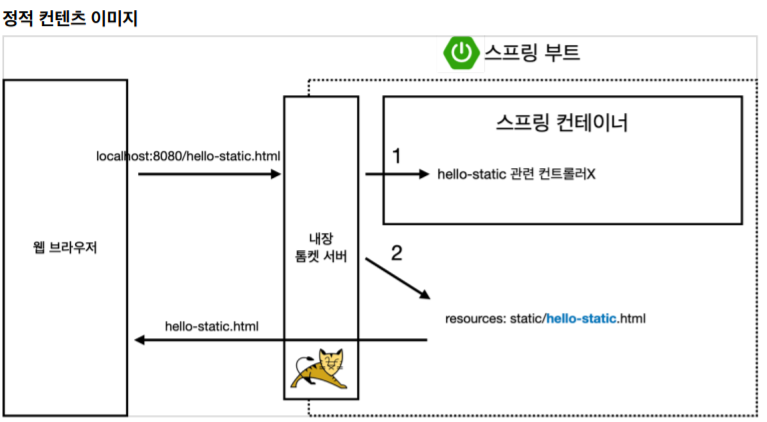 정적 컨텐츠 이미지
스프링 부트
스프링 컨테이너
localhost:8080/hello-static.html
1
hello-static 관련 컨트롤러X
웹 브라우저
내장
톰켓 서버
2
resources: static/hello-static.html
hello-static.html